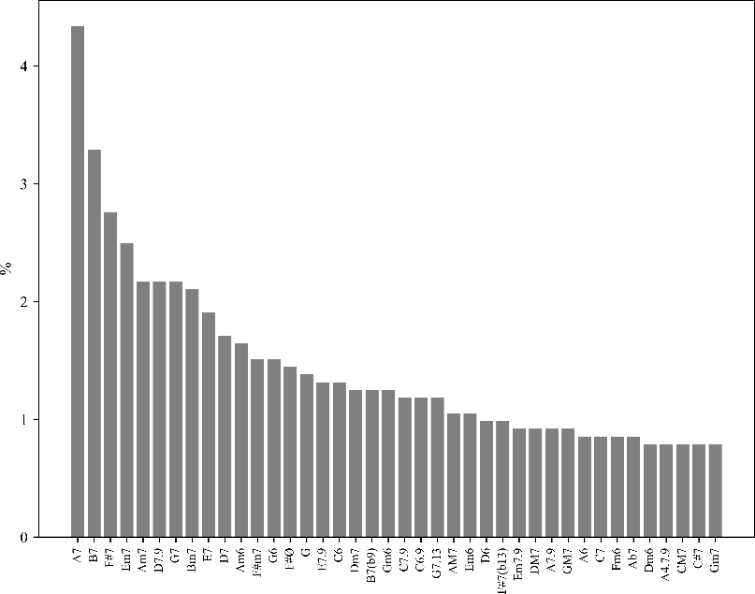 4
3
%
2
1
0
A7
B7
F#7
Em7
Am7
D7.9
G7
Bm7
E7
D7
Am6
F#m7
G6
F#Ø
G
E7.9
C6
Dm7
B7(b9)
Gm6
C7.9
C6.9
G7.13
AM7
Em6
D6
F#7(b13)
Em7.9
DM7
A7.9
GM7
A6
C7
Fm6
Ab7
Dm6
A4.7.9
CM7
C#7
Gm7